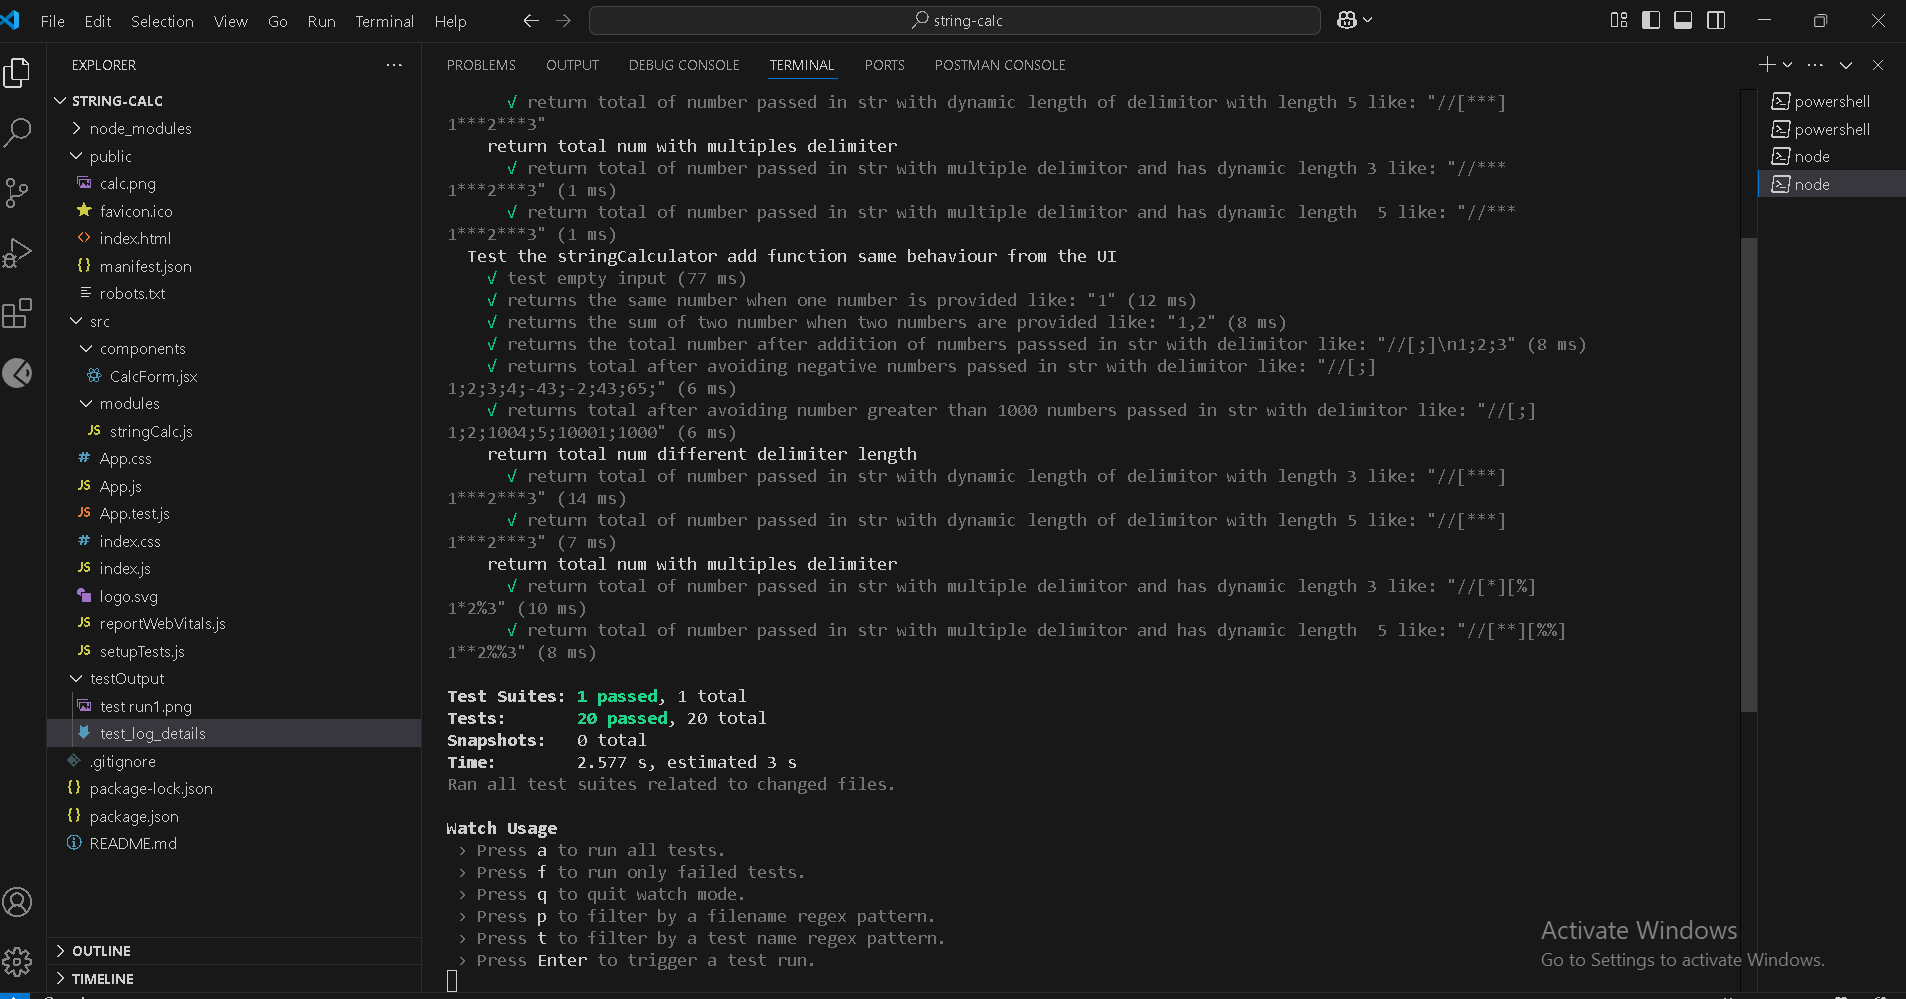 File Edit Selection View Go Run Terminal Help
string-calc
EXPLORER
STRING-CALC
node_modules
public
calc.png
favicon.ico
index.html
manifest.json
robots.txt
src
components
CalcForm.jsx
modules
stringCalc.js
App.css
App.js
App.test.js
index.css
index.js
logo.svg
reportWebVitals.js
setupTests.js
testOutput
test run1.png
test_log_details
.gitignore
package-lock.json
package.json
README.md
OUTLINE
TIMELINE
PROBLEMS OUTPUT DEBUG CONSOLE TERMINAL PORTS POSTMAN CONSOLE
√ return total of number passed in str with dynamic length of delimitor with length 5 like: "//[***]
1***2***3"
return total num with multiples delimiter
√ return total of number passed in str with multiple delimitor and has dynamic length 3 like: "//***
1***2***3" (1 ms)
√ return total of number passed in str with multiple delimitor and has dynamic length  5 like: "//***
1***2***3" (1 ms)
Test the stringCalculator add function same behaviour from the UI
√ test empty input (77 ms)
√ returns the same number when one number is provided like: "1" (12 ms)
√ returns the sum of two number when two numbers are provided like: "1,2" (8 ms)
√ returns the total number after addition of numbers passsed in str with delimitor like: "//[;]\n1;2;3" (8 ms)
√ returns total after avoiding negative numbers passed in str with delimitor like: "//[;]
1;2;3;4;-43;-2;43;65;" (6 ms)
√ returns total after avoiding number greater than 1000 numbers passed in str with delimitor like: "//[;]
1;2;1004;5;10001;1000" (6 ms)
return total num different delimiter length
√ return total of number passed in str with dynamic length of delimitor with length 3 like: "//[***]
1***2***3" (14 ms)
√ return total of number passed in str with dynamic length of delimitor with length 5 like: "//[***]
1***2***3" (7 ms)
return total num with multiples delimiter
√ return total of number passed in str with multiple delimitor and has dynamic length 3 like: "//[*][%]
1*2%3" (10 ms)
√ return total of number passed in str with multiple delimitor and has dynamic length  5 like: "//[**][%%]
1**2%%3" (8 ms)
Test Suites: 1 passed, 1 total
Tests: 20 passed, 20 total
Snapshots: 0 total
Time: 2.577 s, estimated 3 s
Ran all test suites related to changed files.
Watch Usage
› Press a to run all tests.
› Press f to run only failed tests.
› Press q to quit watch mode.
› Press p to filter by a filename regex pattern.
› Press t to filter by a test name regex pattern.
› Press Enter to trigger a test run.
powershell
powershell
node
node
Activate Windows
Go to Settings to activate Windows.